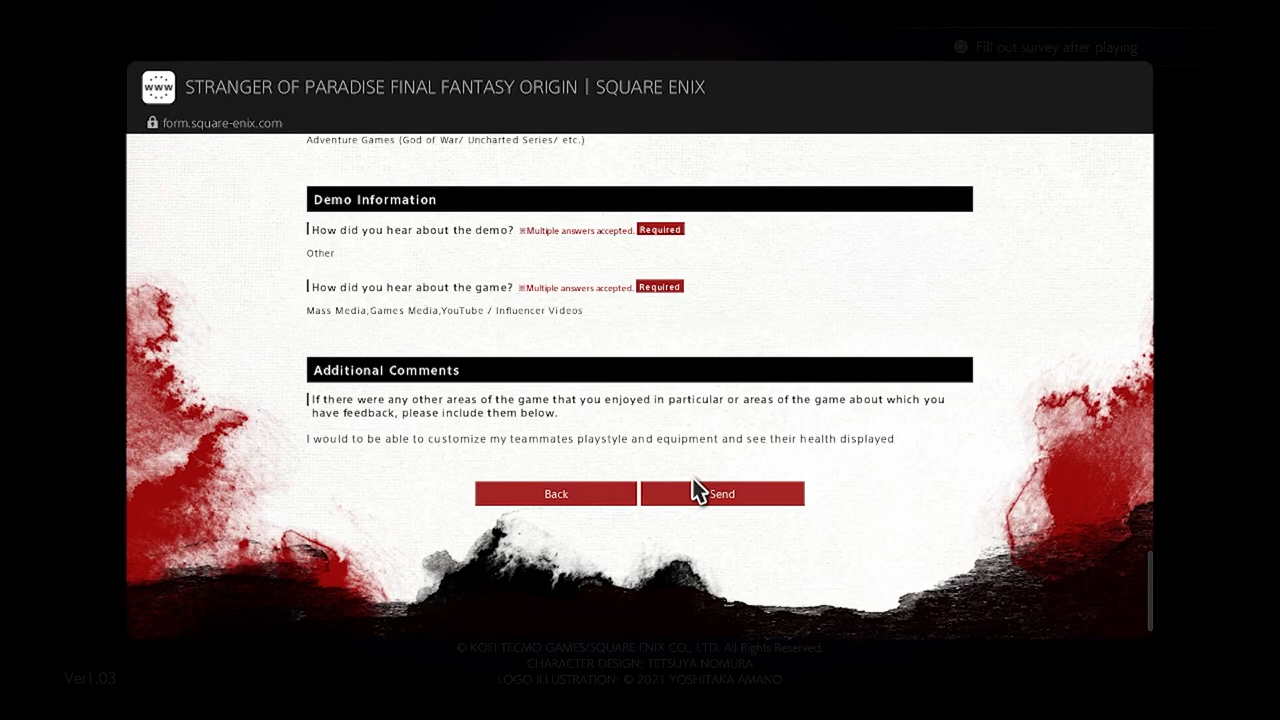 Fill out survey after playing
www
STRANGER OF PARADISE FINAL FANTASY ORIGIN | SQUARE ENIX
form.square-enix.com
Adventure Games (God of War/ Uncharted Series/ etc.)
Demo Information
How did you hear about the demo? ※Multiple answers accepted. Required
Other
How did you hear about the game? ※Multiple answers accepted. Required
Mass Media,Games Media,YouTube / Influencer Videos
Additional Comments
If there were any other areas of the game that you enjoyed in particular or areas of the game about which you
have feedback, please include them below.
I would to be able to customize my teammates playstyle and equipment and see their health displayed
Back Send
© KOEI TECMO GAMES/SQUARE ENIX CO., LTD. All Rights Reserved.
CHARACTER DESIGN: TETSUYA NOMURA
LOGO ILLUSTRATION: © 2021 YOSHITAKA AMANO
Ver1.03